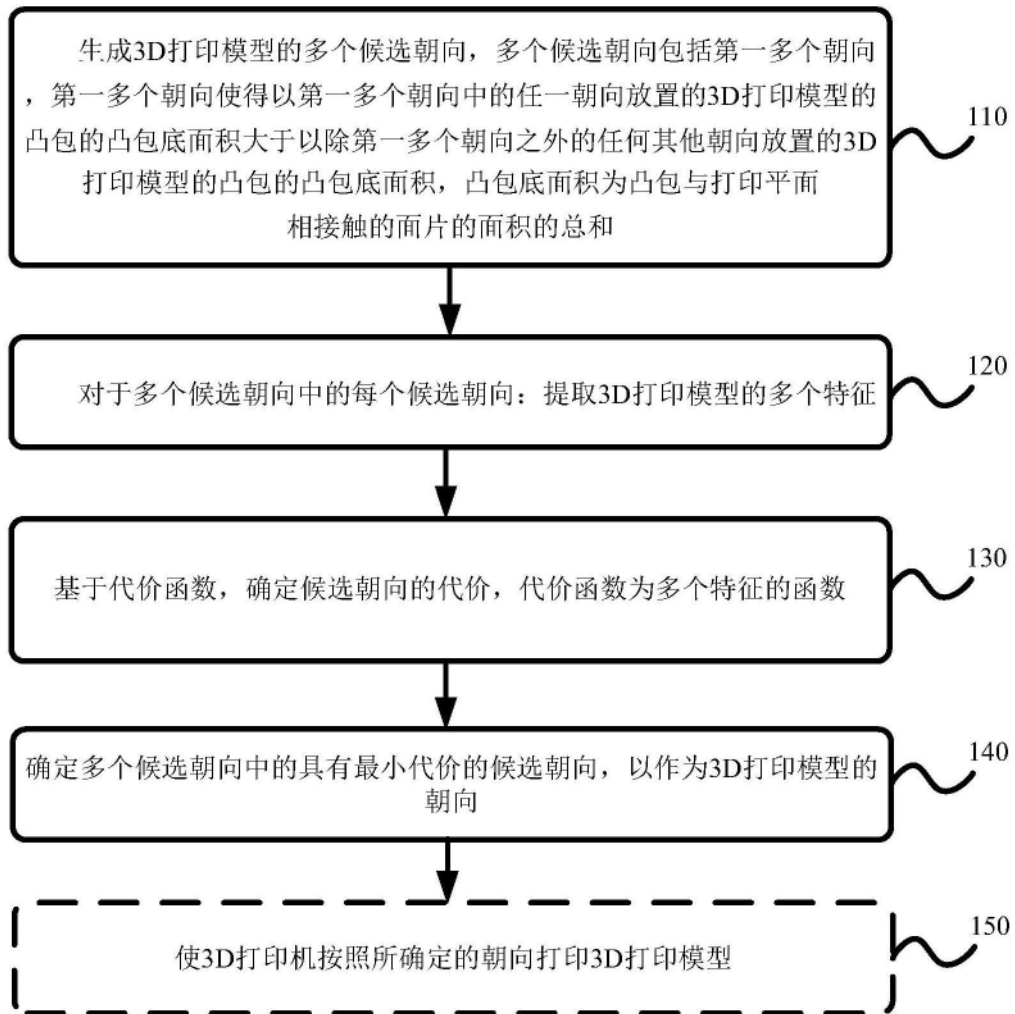 生成3D打印模型的多个候选朝向，多个候选朝向包括第一多个朝向
，第一多个朝向使得以第一多个朝向中的任一朝向放置的3D打印模型的
凸包的凸包底面积大于以除第一多个朝向之外的任何其他朝向放置的3D
打印模型的凸包的凸包底面积，凸包底面积为凸包与打印平面
相接触的面片的面积的总和
110
对于多个候选朝向中的每个候选朝向：提取3D打印模型的多个特征
120
基于代价函数，确定候选朝向的代价，代价函数为多个特征的函数
130
确定多个候选朝向中的具有最小代价的候选朝向，以作为3D打印模型的
朝向
140
使3D打印机按照所确定的朝向打印3D打印模型
150